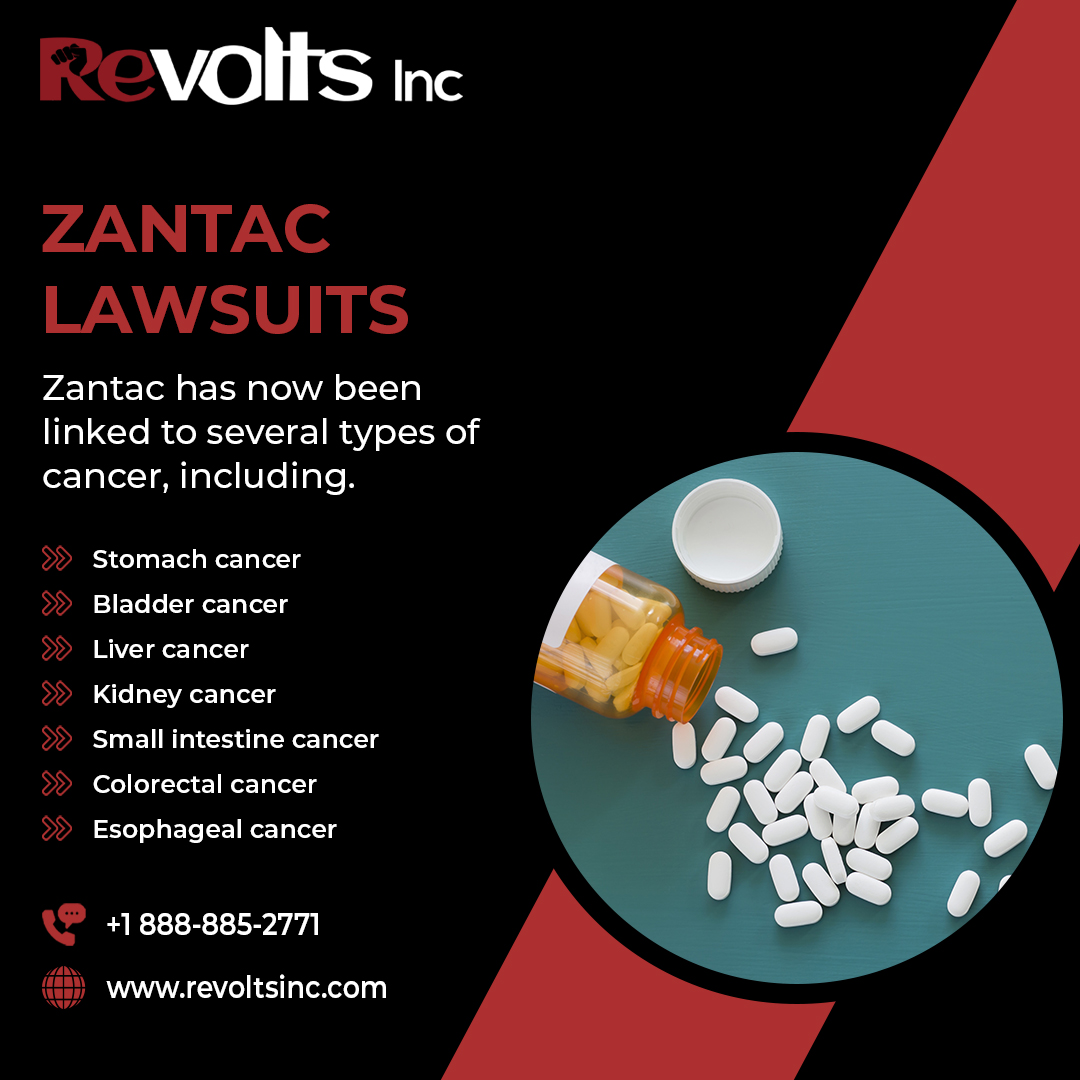 Revolts Inc
ZANTAC
LAWSUITS
Zantac has now been
linked to several types of
cancer, including.
Stomach cancer
Bladder cancer
Liver cancer
Kidney cancer
Small intestine cancer
Colorectal cancer
Esophageal cancer
+1 888-885-2771
www.revoltsinc.com